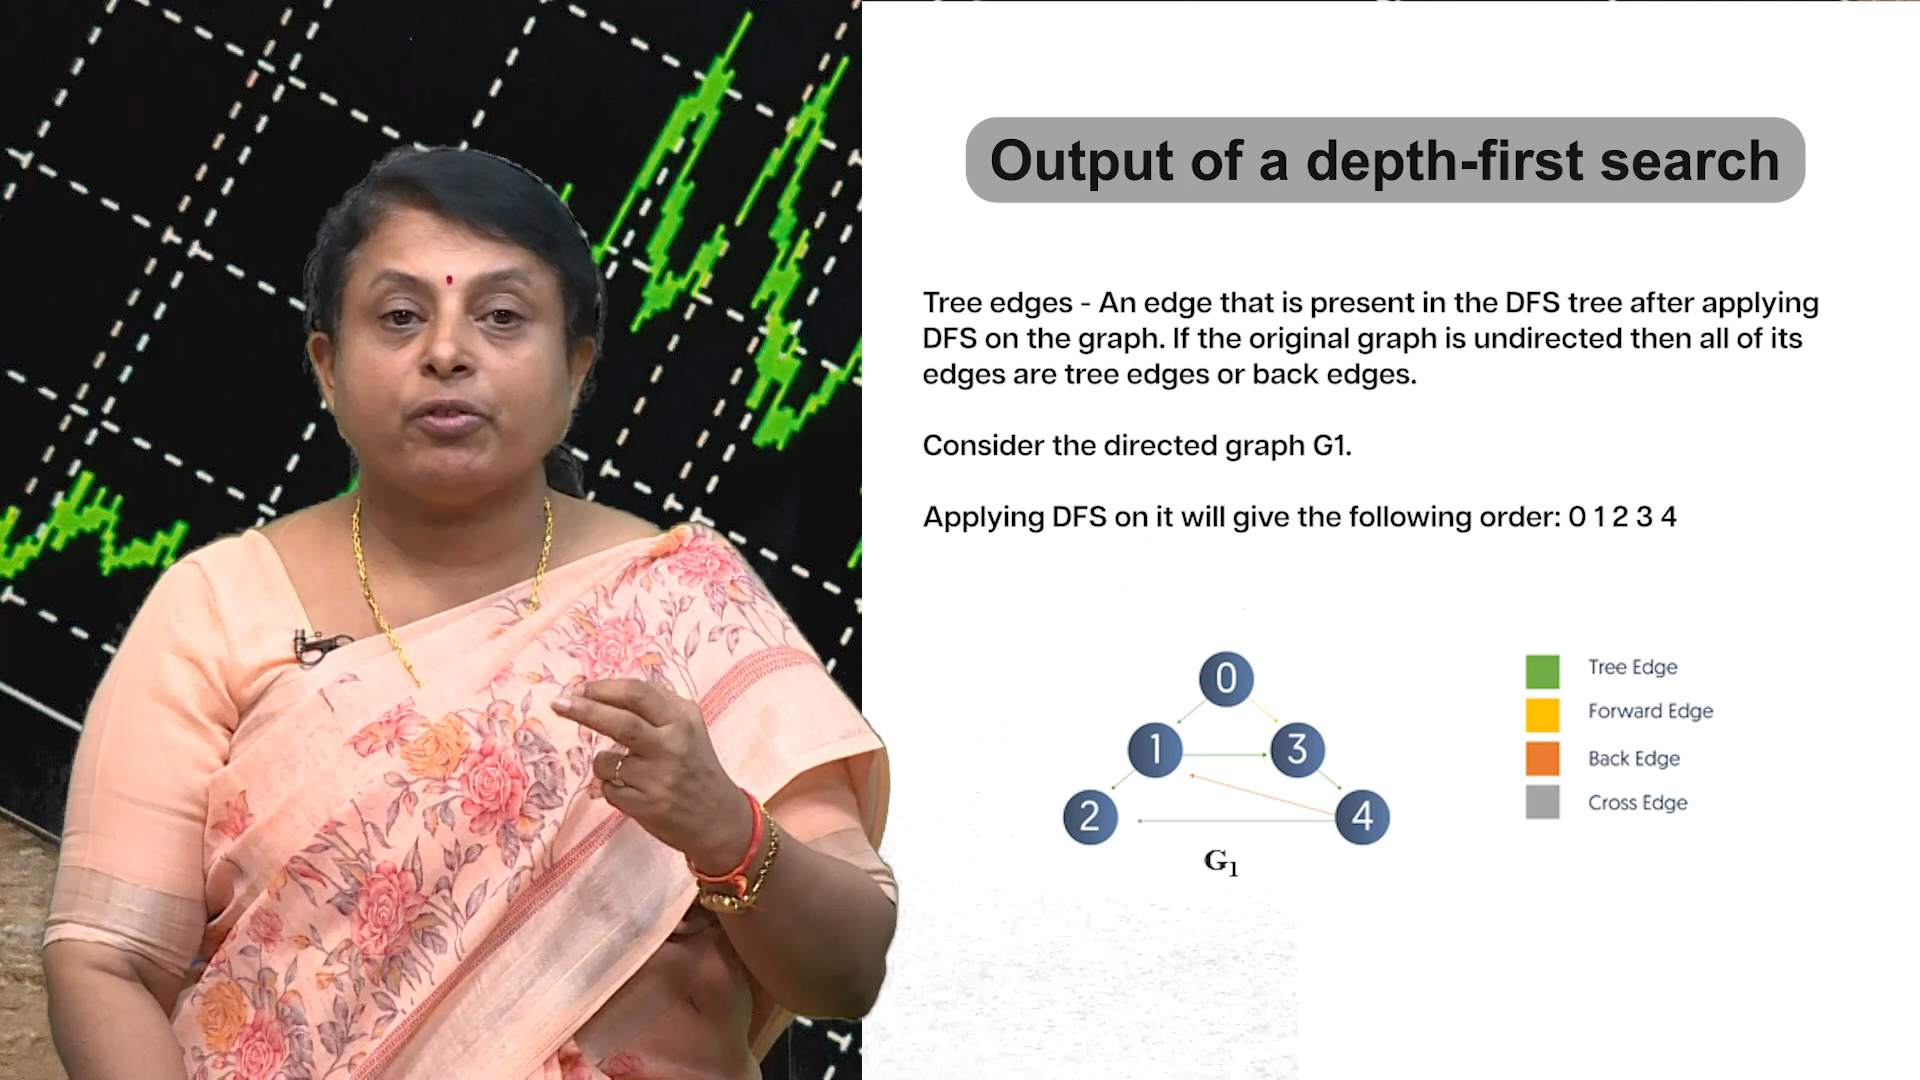 Output of a depth-first search
Tree edges - An edge that is present in the DFS tree after applying
DFS on the graph. If the original graph is undirected then all of its
edges are tree edges or back edges.
Consider the directed graph G1.
Applying DFS on it will give the following order: 0 1 2 3 4
0
1
3
2
4
G1
Tree Edge
Forward Edge
Back Edge
Cross Edge